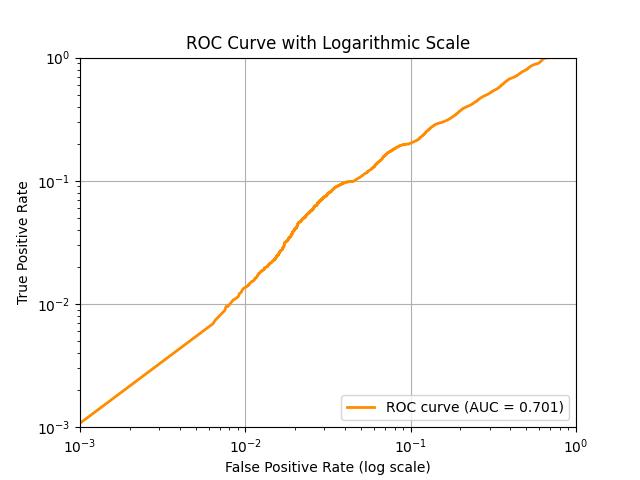 ROC Curve with Logarithmic Scale
True Positive Rate
10⁰
10⁻¹
10⁻²
10⁻³
ROC curve (AUC = 0.701)
10⁻³ 10⁻² 10⁻¹ 10⁰
False Positive Rate (log scale)